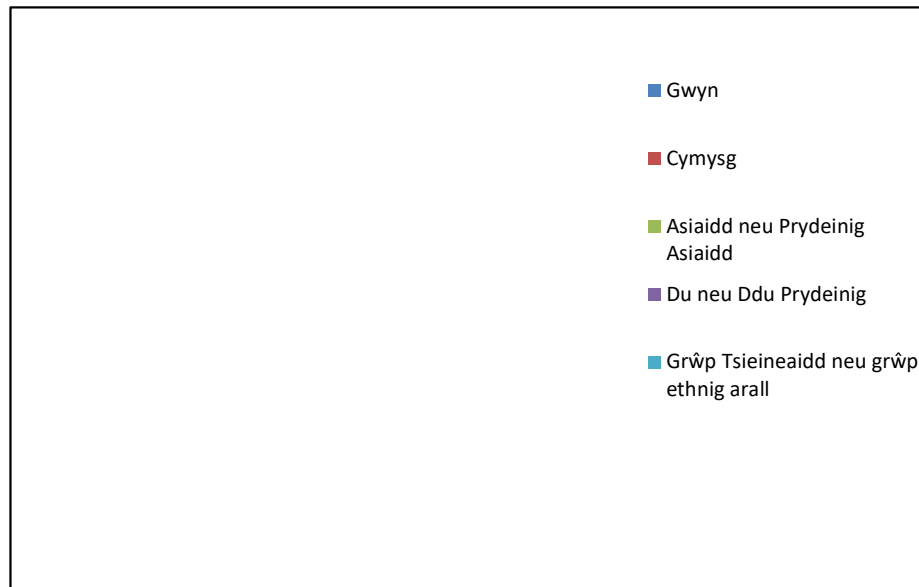 Gwyn
Cymysg
Asiaidd neu Prydeinig
Asiaidd
Du neu Ddu Prydeinig
Grŵp Tsieineaidd neu grŵp
ethnig arall